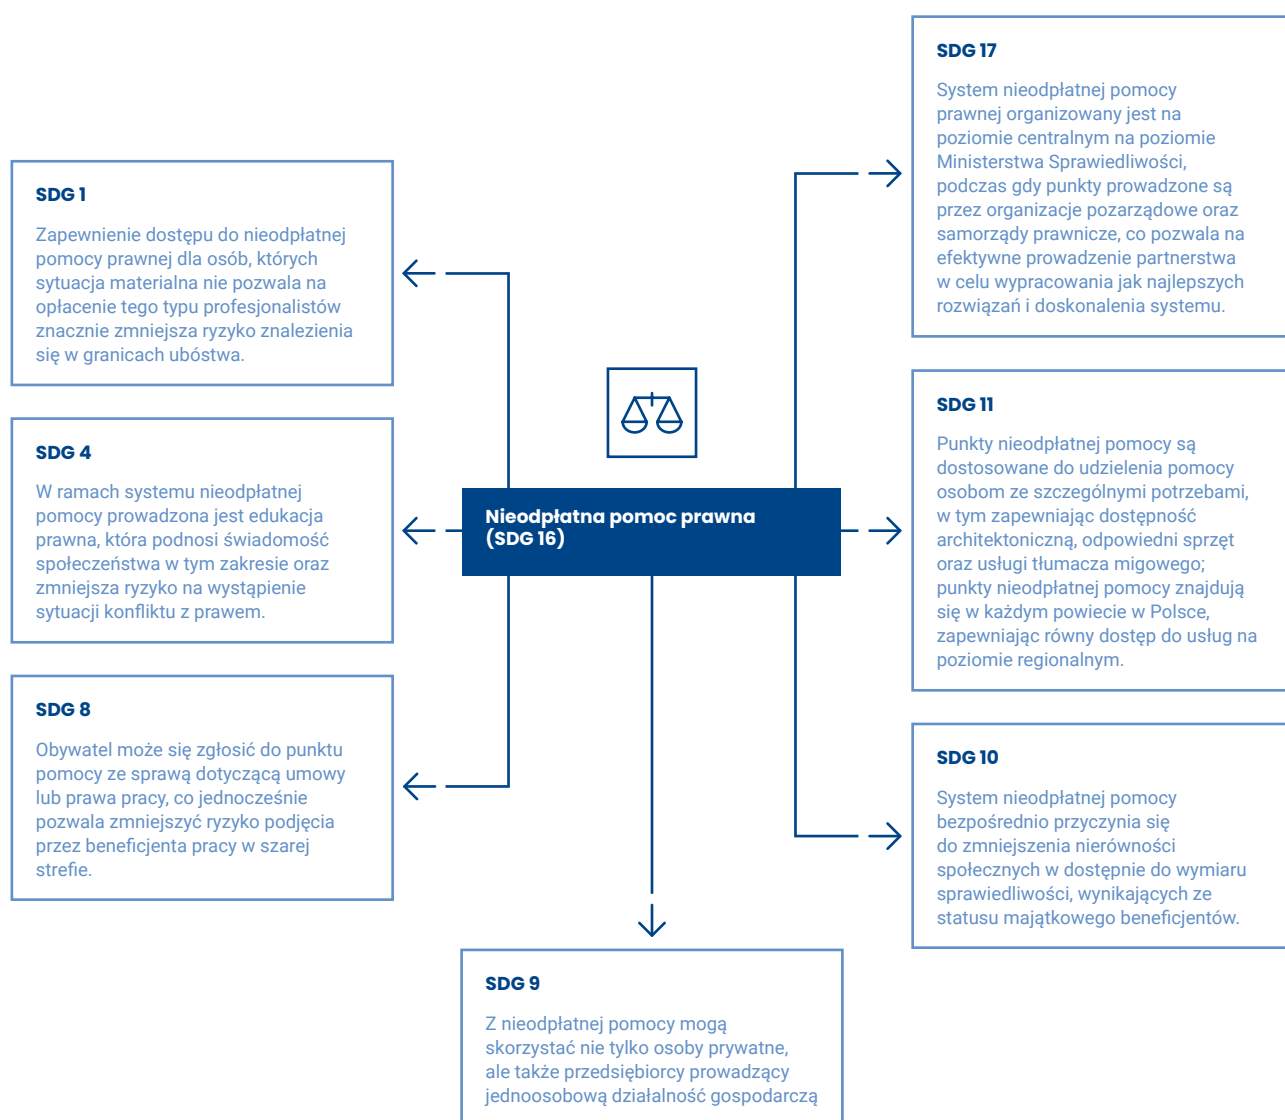 SDG 1
Zapewnienie dostępu do nieodpłatnej
pomocy prawnej dla osób, których
sytuacja materialna nie pozwala na
opłacenie tego typu profesjonalistów
znacznie zmniejsza ryzyko znalezienia
się w granicach ubóstwa.
SDG 4
W ramach systemu nieodpłatnej
pomocy prowadzona jest edukacja
prawna, która podnosi świadomość
społeczeństwa w tym zakresie oraz
zmniejsza ryzyko na wystąpienie
sytuacji konfliktu z prawem.
SDG 8
Obywatel może się zgłosić do punktu
pomocy ze sprawą dotyczącą umowy
lub prawa pracy, co jednocześnie
pozwala zmniejszyć ryzyko podjęcia
przez beneficjenta pracy w szarej
strefie.
Nieodpłatna pomoc prawna
(SDG 16)
SDG 9
Z nieodpłatnej pomocy mogą
skorzystać nie tylko osoby prywatne,
ale także przedsiębiorcy prowadzący
jednoosobową działalność gospodarczą
SDG 17
System nieodpłatnej pomocy
prawnej organizowany jest na
poziomie centralnym na poziomie
Ministerstwa Sprawiedliwości,
podczas gdy punkty prowadzone są
przez organizacje pozarządowe oraz
samorządy prawnicze, co pozwala na
efektywne prowadzenie partnerstwa
w celu wypracowania jak najlepszych
rozwiązań i doskonalenia systemu.
SDG 11
Punkty nieodpłatnej pomocy są
dostosowane do udzielenia pomocy
osobom ze szczególnymi potrzebami,
w tym zapewniając dostępność
architektoniczną, odpowiedni sprzęt
oraz usługi tłumacza migowego;
punkty nieodpłatnej pomocy znajdują
się w każdym powiecie w Polsce,
zapewniając równy dostęp do usług na
poziomie regionalnym.
SDG 10
System nieodpłatnej pomocy
bezpośrednio przyczynia się
do zmniejszenia nierówności
społecznych w dostępnie do wymiaru
sprawiedliwości, wynikających ze
statusu majątkowego beneficjentów.